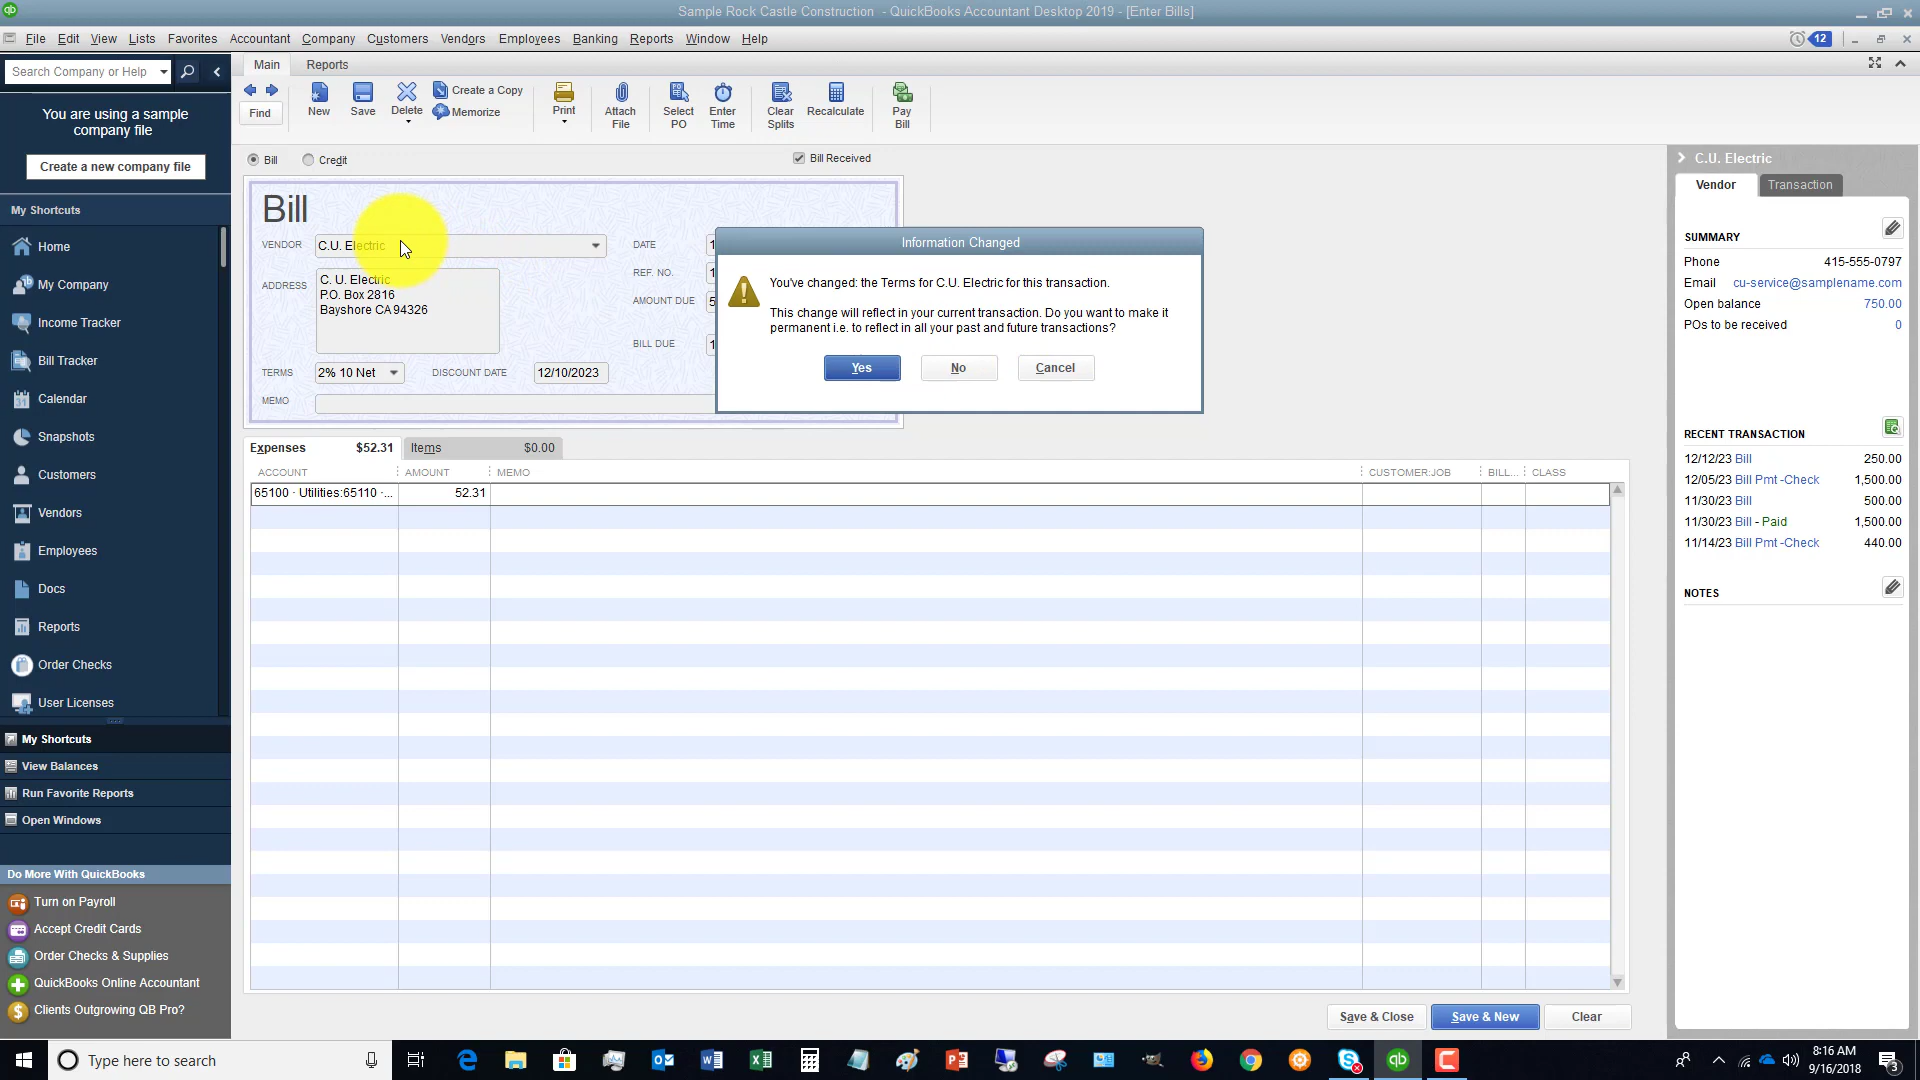 Sample Rock Castle Construction - QuickBooks Accountant Desktop 2019 - [Enter Bills]
File Edit View Lists Favorites Accountant Company Customers Vendors Employees Banking Reports Window Help
12
Search Company or Help
You are using a sample
company file
Create a new company file
My Shortcuts
Home
My Company
Income Tracker
Bill Tracker
Calendar
Snapshots
Customers
Vendors
Employees
Docs
Reports
Order Checks
User Licenses
My Shortcuts
View Balances
Run Favorite Reports
Open Windows
Do More With QuickBooks
Turn on Payroll
Accept Credit Cards
Order Checks & Supplies
QuickBooks Online Accountant
Clients Outgrowing QB Pro?
Main Reports
Find
New
Save
Delete
Create a Copy
Memorize
Print
Attach
File
Select
PO
Enter
Time
Clear
Splits
Recalculate
Pay
Bill
Bill Credit Bill Received
Bill
VENDOR C.U. Electric
ADDRESS C. U. Electric
P.O. Box 2816
Bayshore CA 94326
TERMS 2% 10 Net DISCOUNT DATE 12/10/2023
MEMO
DATE 1
REF. NO. 1
AMOUNT DUE 5
BILL DUE 1
Information Changed
You've changed: the Terms for C.U. Electric for this transaction.
This change will reflect in your current transaction. Do you want to make it
permanent i.e. to reflect in all your past and future transactions?
Yes No Cancel
Expenses $52.31 Items $0.00
ACCOUNT AMOUNT MEMO CUSTOMER:JOB BILL... CLASS
65100 · Utilities:65110 ·... 52.31
Save & Close Save & New Clear
C.U. Electric
Vendor Transaction
SUMMARY
Phone 415-555-0797
Email cu-service@samplename.com
Open balance 750.00
POs to be received 0
RECENT TRANSACTION
12/12/23 Bill 250.00
12/05/23 Bill Pmt -Check 1,500.00
11/30/23 Bill 500.00
11/30/23 Bill - Paid 1,500.00
11/14/23 Bill Pmt -Check 440.00
NOTES
Type here to search
8:16 AM
9/16/2018
3